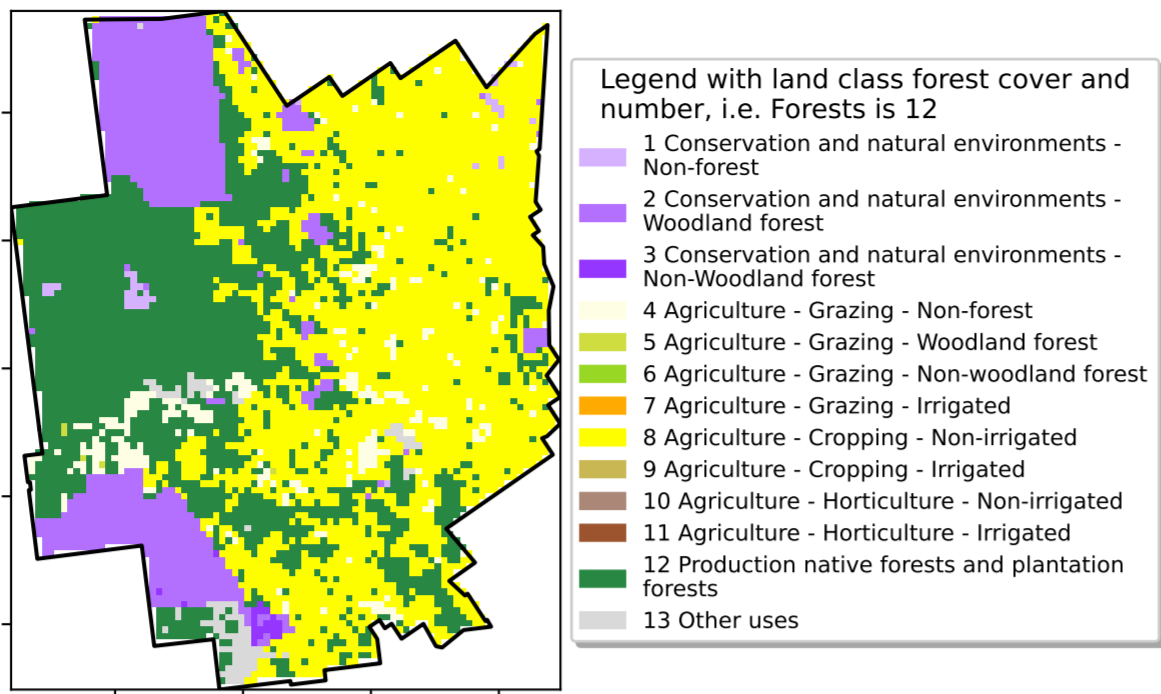 Legend with land class forest cover and
number, i.e. Forests is 12
1 Conservation and natural environments -
Non-forest
2 Conservation and natural environments -
Woodland forest
3 Conservation and natural environments -
Non-Woodland forest
4 Agriculture - Grazing - Non-forest
5 Agriculture - Grazing - Woodland forest
6 Agriculture - Grazing - Non-woodland forest
7 Agriculture - Grazing - Irrigated
8 Agriculture - Cropping - Non-irrigated
9 Agriculture - Cropping - Irrigated
10 Agriculture - Horticulture - Non-irrigated
11 Agriculture - Horticulture - Irrigated
12 Production native forests and plantation
forests
13 Other uses